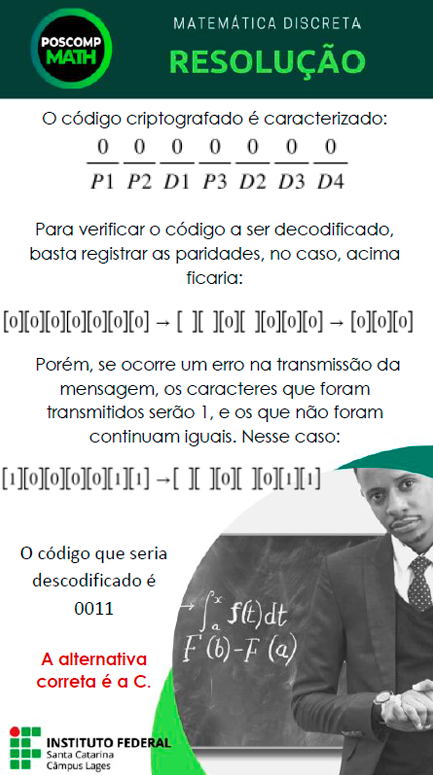 POSCOMP
MATH
MATEMÁTICA DISCRETA
RESOLUÇÃO
O código criptografado é caracterizado:
0 0 0 0 0 0 0
P1 P2 D1 P3 D2 D3 D4
Para verificar o código a ser decodificado,
basta registrar as paridades, no caso, acima
ficaria:
[0][0][0][0][0][0][0] → [ ][ ][0][ ][0][0][0] → [0][0][0]
Porém, se ocorre um erro na transmissão da
mensagem, os caracteres que foram
transmitidos serão 1, e os que não foram
continuam iguais. Nesse caso:
[1][0][0][0][0][1][1] →[ ][ ][0][ ][0][1][1]
O código que seria
descodificado é
0011
A alternativa
correta é a C.
→ ∫ₐˣ f(t)dt
F(b)-F(a)
INSTITUTO FEDERAL
Santa Catarina
Câmpus Lages